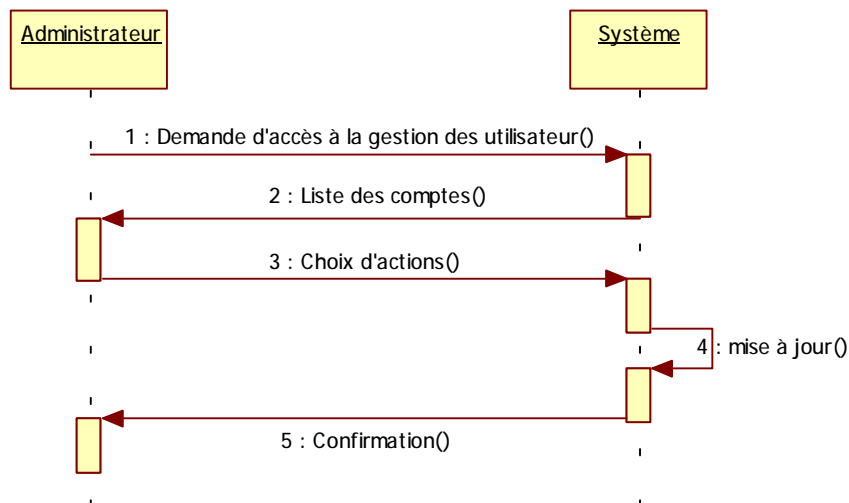 Administrateur
Système
1 : Demande d'accès à la gestion des utilisateur()
2 : Liste des comptes()
3 : Choix d'actions()
4 : mise à jour()
5 : Confirmation()